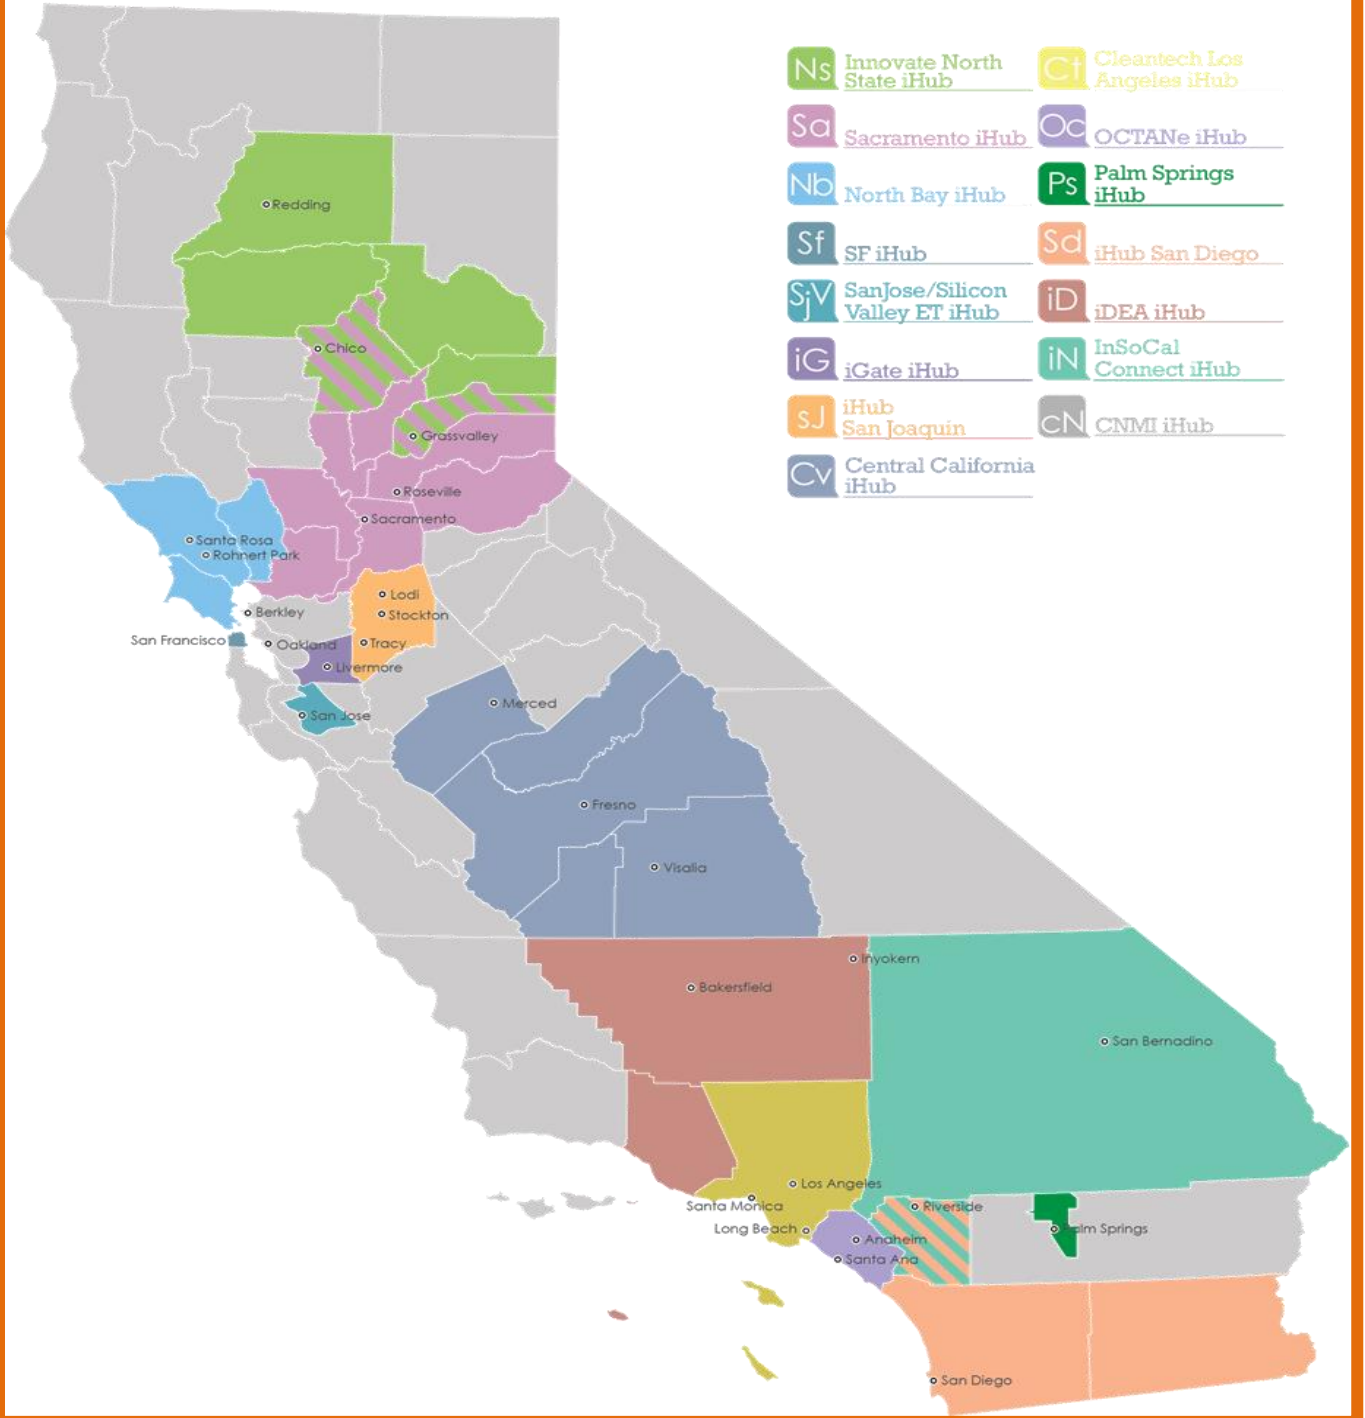 Ns
Innovate North
State iHub
Ct
Cleantech Los
Angeles iHub
Sa
Sacramento iHub
Oc
OCTANe iHub
Nb
North Bay iHub
Ps
Palm Springs
iHub
Sf
SF iHub
Sd
iHub San Diego
SjV
SanJose/Silicon
Valley ET iHub
iD
iDEA iHub
iG
iGate iHub
iN
InSoCal
Connect iHub
sJ
iHub
San Joaquin
cN
CNMI iHub
Cv
Central California
iHub
Redding
Chico
Grassvalley
Roseville
Sacramento
Santa Rosa
Rohnert Park
Lodi
Berkley
Stockton
San Francisco
Oakland
Tracy
Livermore
Merced
San Jose
Fresno
Visalia
Inyokern
Bakersfield
San Bernadino
Los Angeles
Santa Monica
Riverside
Long Beach
Palm Springs
Anaheim
Santa Ana
San Diego